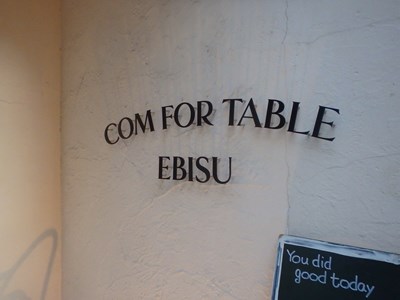 COM FOR TABLE
EBISU
You did
good today